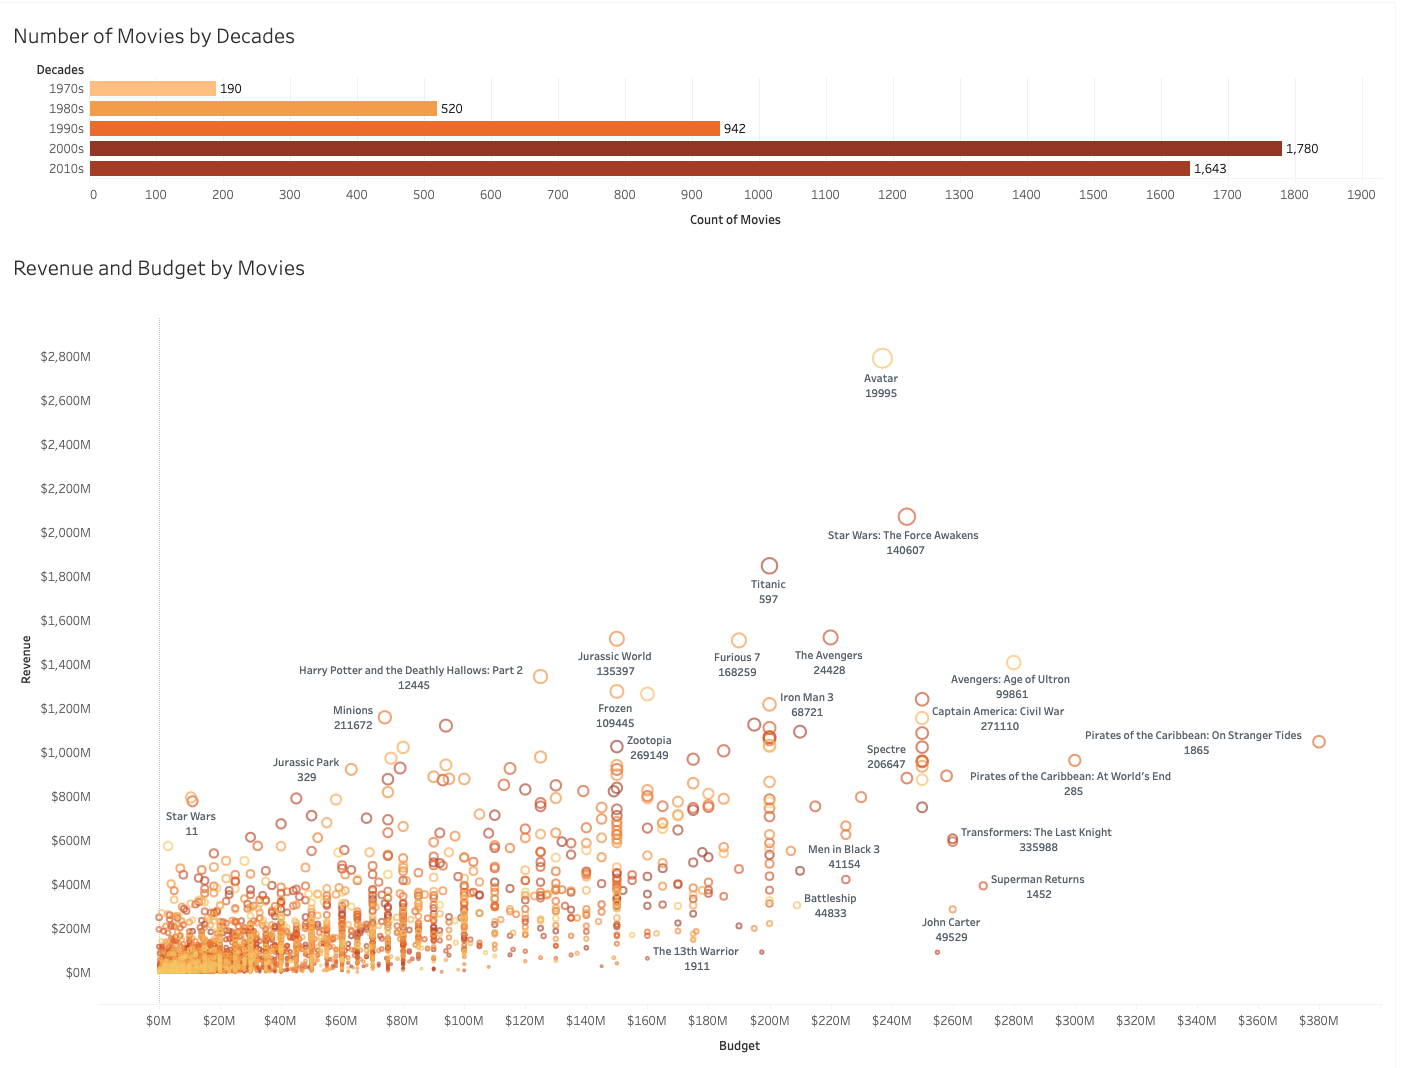 Number of Movies by Decades
Decades
1970s 190
1980s 520
1990s 942
2000s 1,780
2010s 1,643
0 100 200 300 400 500 600 700 800 900 1000 1100 1200 1300 1400 1500 1600 1700 1800 1900
Count of Movies
Revenue and Budget by Movies
$2,800M
Avatar
19995
$2,600M
$2,400M
$2,200M
$2,000M
Star Wars: The Force Awakens
140607
$1,800M
Titanic
597
$1,600M
Jurassic World
135397
Furious 7
168259
The Avengers
24428
$1,400M
Harry Potter and the Deathly Hallows: Part 2
12445
Avengers: Age of Ultron
99861
Revenue
$1,200M
Minions
211672
Frozen
109445
Iron Man 3
68721
Captain America: Civil War
271110
Zootopia
269149
Pirates of the Caribbean: On Stranger Tides
1865
$1,000M
Spectre
206647
Jurassic Park
329
Pirates of the Caribbean: At World's End
285
$800M
Star Wars
11
Transformers: The Last Knight
335988
$600M
Men in Black 3
41154
Superman Returns
1452
$400M
Battleship
44833
John Carter
49529
$200M
The 13th Warrior
1911
$0M
$0M $20M $40M $60M $80M $100M $120M $140M $160M $180M $200M $220M $240M $260M $280M $300M $320M $340M $360M $380M
Budget